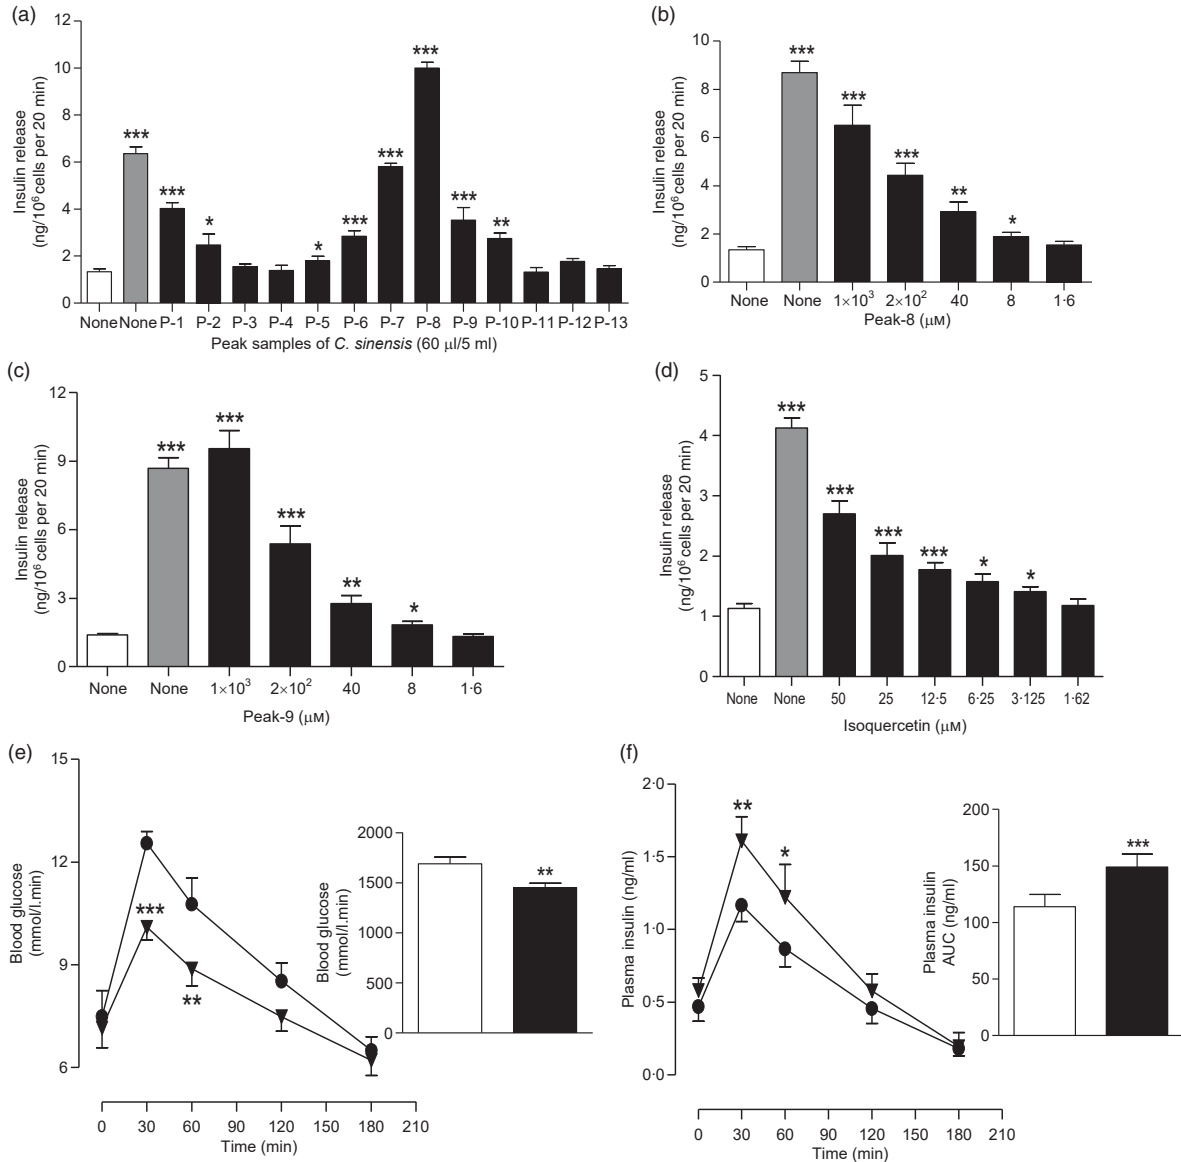 (a)
Insulin release
(ng/10⁶ cells per 20 min)
12
10
8
6
4
2
0
***
***
*
*
***
***
***
***
**
None None P-1 P-2 P-3 P-4 P-5 P-6 P-7 P-8 P-9 P-10 P-11 P-12 P-13
Peak samples of C. sinensis (60 µl/5 ml)
(b)
Insulin release
(ng/10⁶ cells per 20 min)
10
8
6
4
2
0
***
***
***
**
*
None None 1×10³ 2×10² 40 8 1·6
Peak-8 (µM)
(c)
Insulin release
(ng/10⁶ cells per 20 min)
12
9
6
3
0
***
***
***
**
*
None None 1×10³ 2×10² 40 8 1·6
Peak-9 (µM)
(d)
Insulin release
(ng/10⁶ cells per 20 min)
5
4
3
2
1
0
***
***
***
***
*
*
None None 50 25 12·5 6·25 3·125 1·62
Isoquercetin (µM)
(e)
Blood glucose
(mmol/l.min)
15
12
9
6
***
**
0 30 60 90 120 150 180 210
Time (min)
Blood glucose
(mmol/l.min)
2000
1500
1000
500
0
**
(f)
Plasma insulin (ng/ml)
2·0
1·5
1·0
0·5
0·0
**
*
0 30 60 90 120 150 180 210
Time (min)
Plasma insulin
AUC (ng/ml)
200
150
100
50
0
***